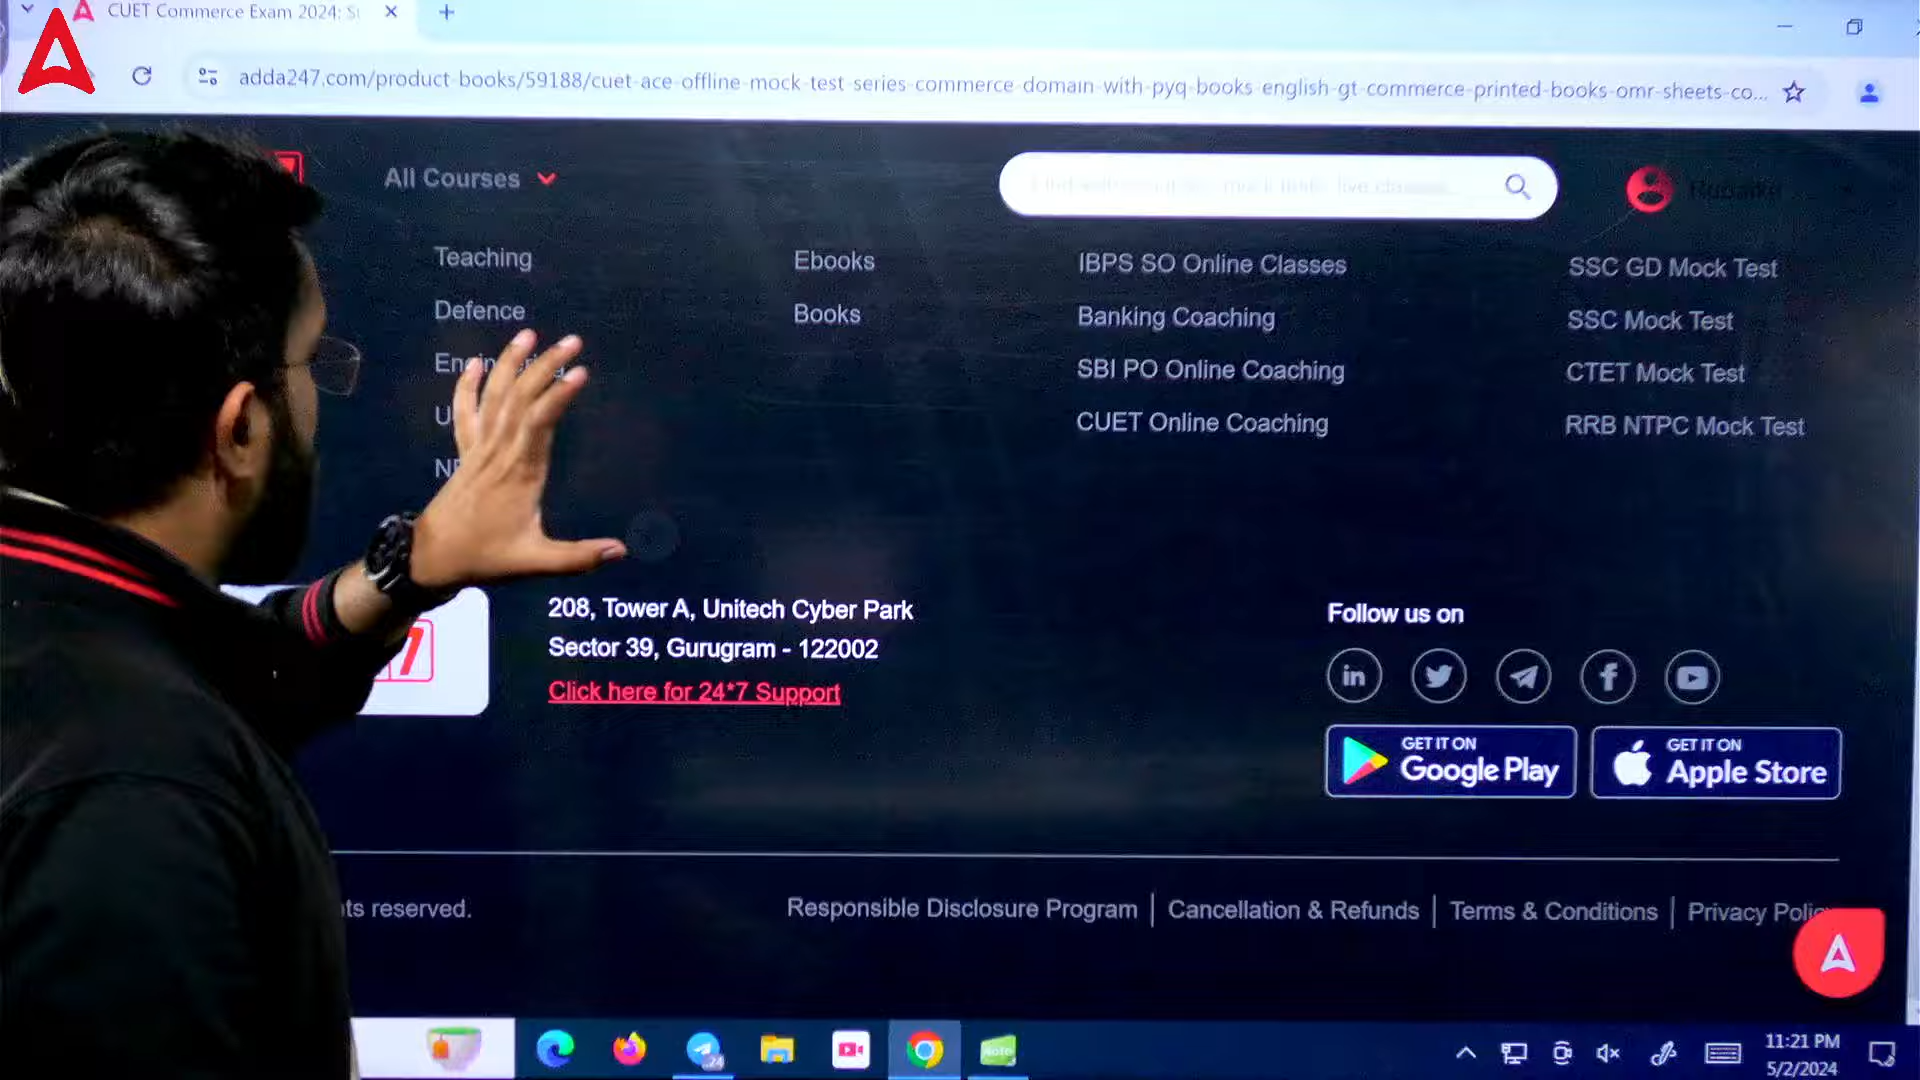 CUET Commerce Exam 2024: St
adda247.com/product-books/59188/cuet-ace-offline-mock-test-series-commerce-domain-with-pyq-books-english-gt-commerce-printed-books-omr-sheets-co...
All Courses
Teaching
Ebooks
IBPS SO Online Classes
SSC GD Mock Test
Defence
Books
Banking Coaching
SSC Mock Test
SBI PO Online Coaching
CTET Mock Test
CUET Online Coaching
RRB NTPC Mock Test
7
208, Tower A, Unitech Cyber Park
Sector 39, Gurugram - 122002
Click here for 24*7 Support
Follow us on
in
GET IT ON
Google Play
GET IT ON
Apple Store
reserved.
Responsible Disclosure Program | Cancellation & Refunds | Terms & Conditions | Privacy
24
11:21 PM
5/2/2024